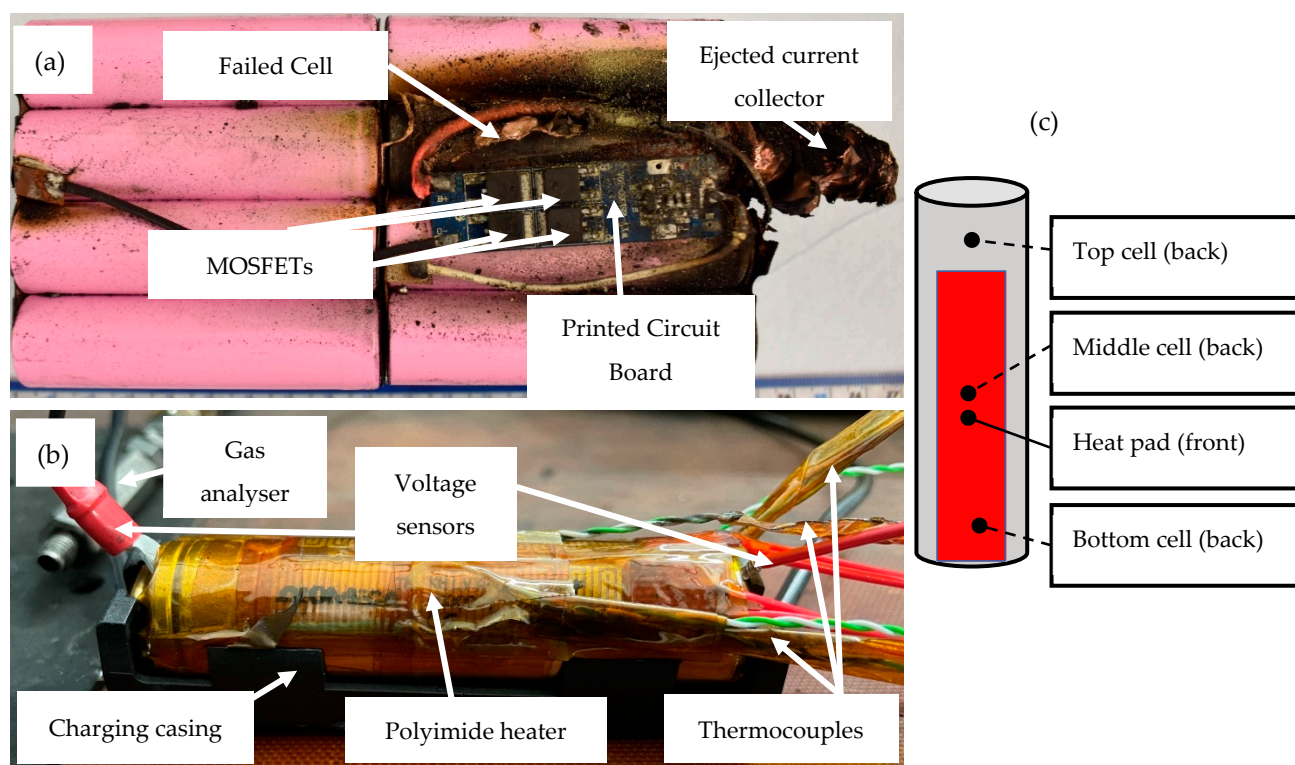 (a)
Failed Cell
Ejected current
collector
MOSFETs
Printed Circuit
Board
(b)
Gas
analyser
Voltage
sensors
Charging casing
Polyimide heater
Thermocouples
(c)
Top cell (back)
Middle cell (back)
Heat pad (front)
Bottom cell (back)